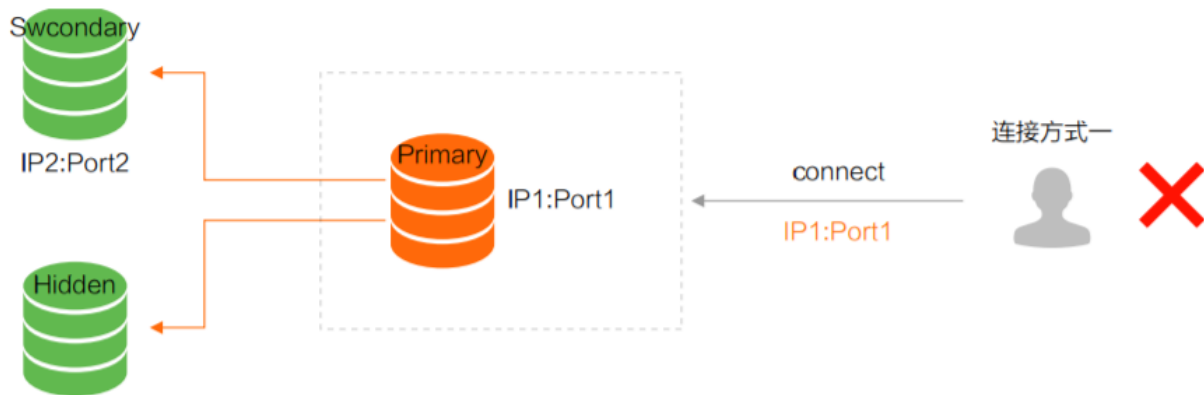 Swcondary
IP2:Port2
Primary
IP1:Port1
connect
IP1:Port1
连接方式一
Hidden